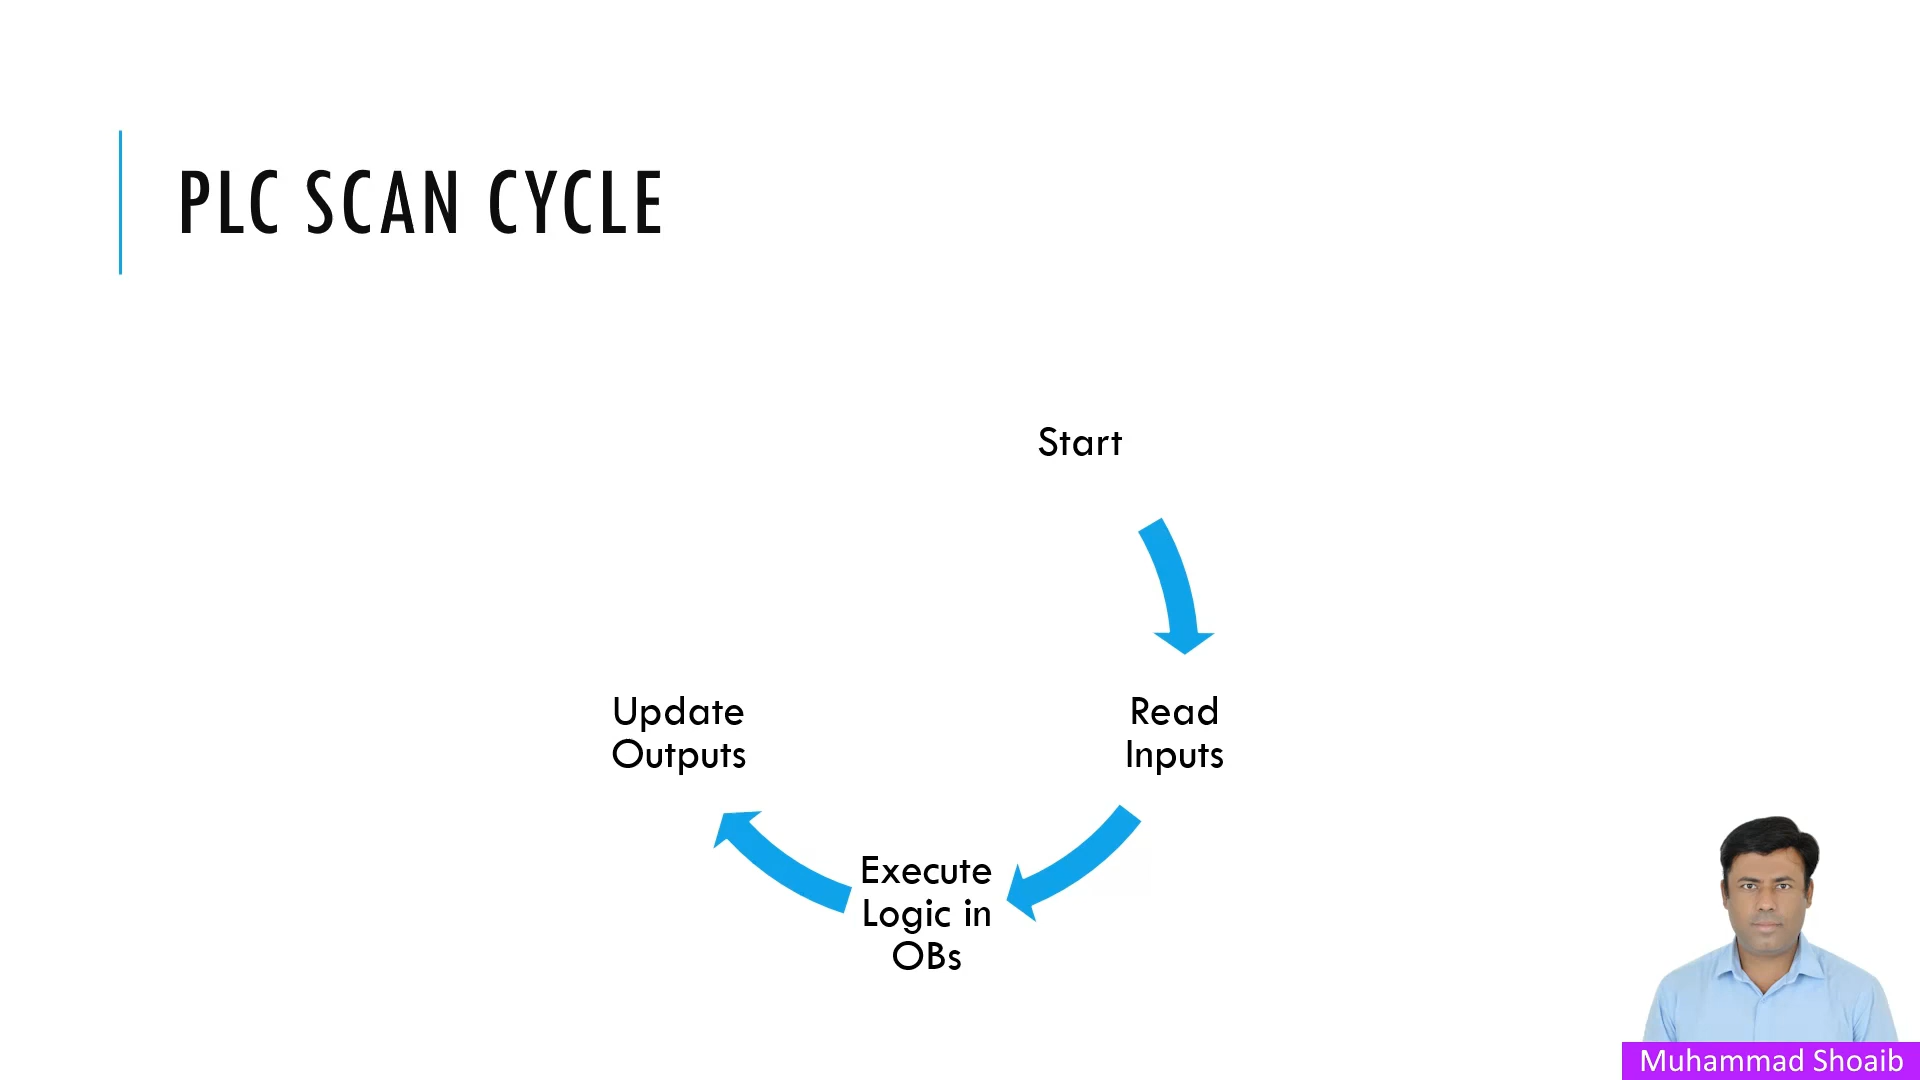 PLC SCAN CYCLE
Start
Read
Inputs
Execute
Logic in
OBs
Update
Outputs
Muhammad Shoaib